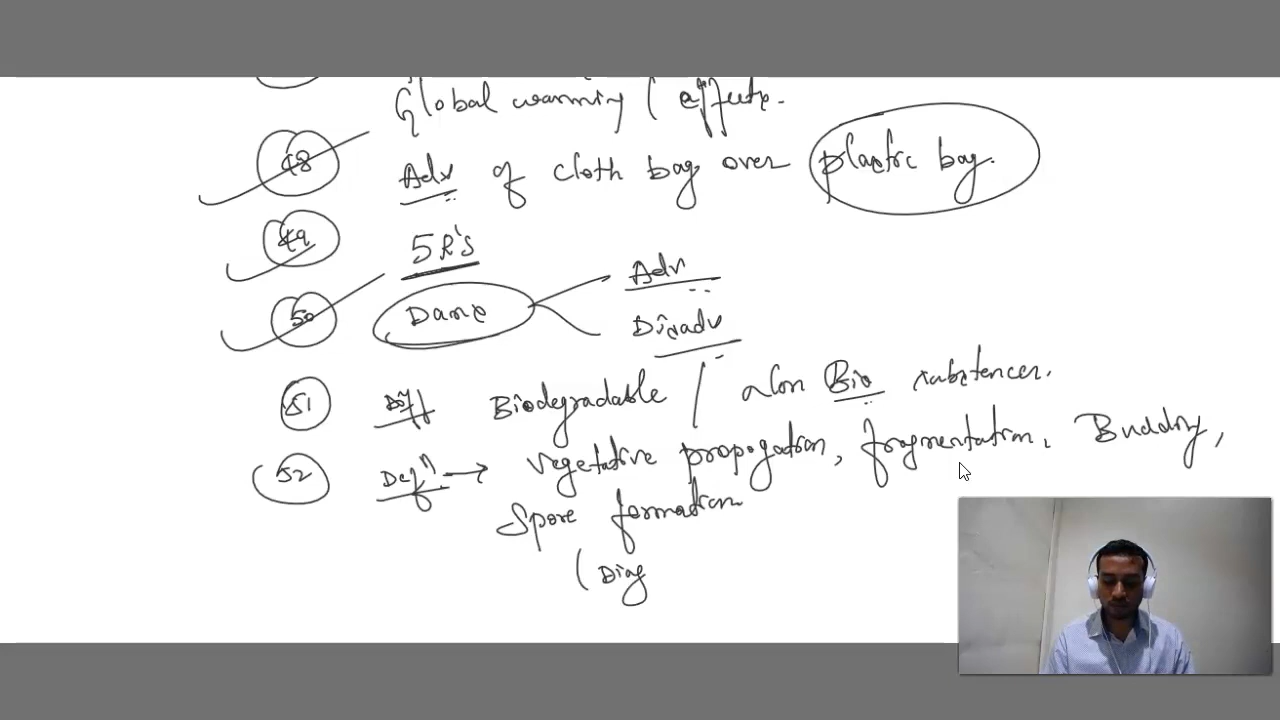 Global warming ( effects.
48 Adv of cloth bag over plastic bag.
49 5R's
50 Dams Adv
Disadv
51 Diff Biodegradable / Non Bio substances.
52 Defn → vegetative propogation, fragmentation, Budding,
Spore formation
(Diag